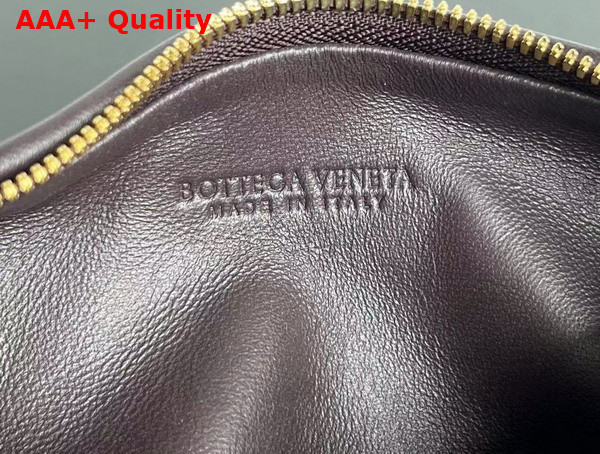 AAA+ Quality
BOTTEGA VENETA
MADE IN ITALY